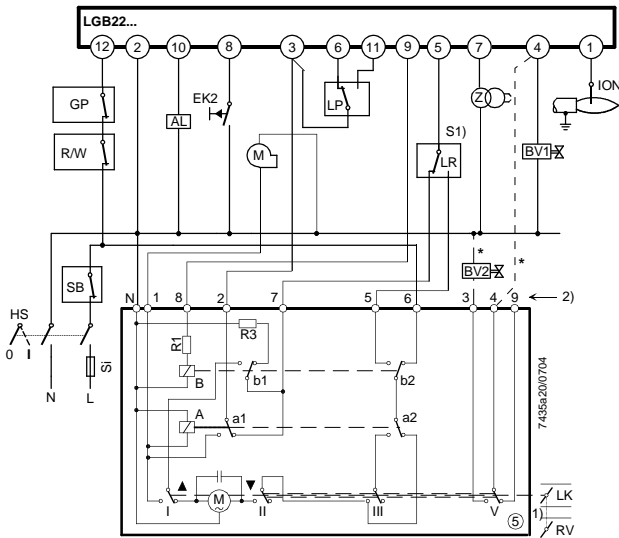 LGB22...
12 2 10 8 3 6 11 9 5 7 4 1
EK2
ION
GP
AL
LP
Z
S1)
R/W
M
LR
BV1
*
*
SB
BV2
HS
N 1 8 2 7 5 6 3 4 9 2)
0 I
Si
R1
R3
N
L
B
b1
b2
A
a1
a2
7435a20/0704
M
~
I
II
III
V
LK
1)
5
RV